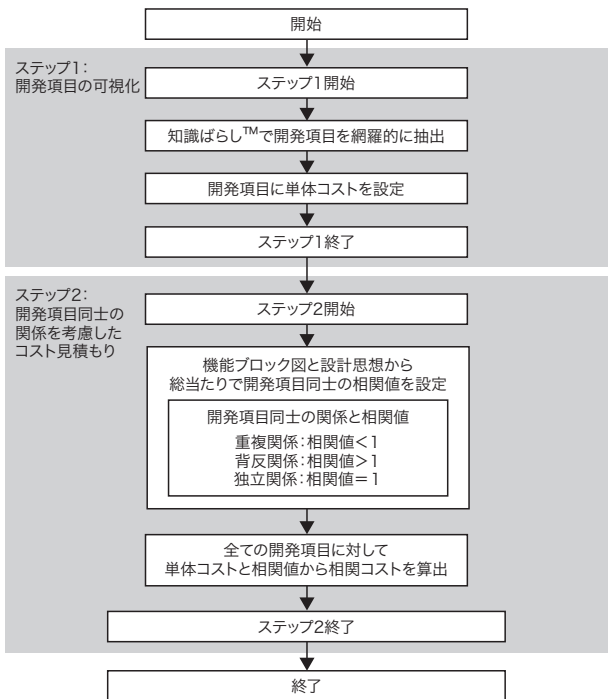 開始
ステップ1:
開発項目の可視化
ステップ1開始
知識ばらし™で開発項目を網羅的に抽出
開発項目に単体コストを設定
ステップ1終了
ステップ2:
開発項目同士の
関係を考慮した
コスト見積もり
ステップ2開始
機能ブロック図と設計思想から
総当たりで開発項目同士の相関値を設定
開発項目同士の関係と相関値
重複関係:相関値<1
背反関係:相関値>1
独立関係:相関値=1
全ての開発項目に対して
単体コストと相関値から相関コストを算出
ステップ2終了
終了